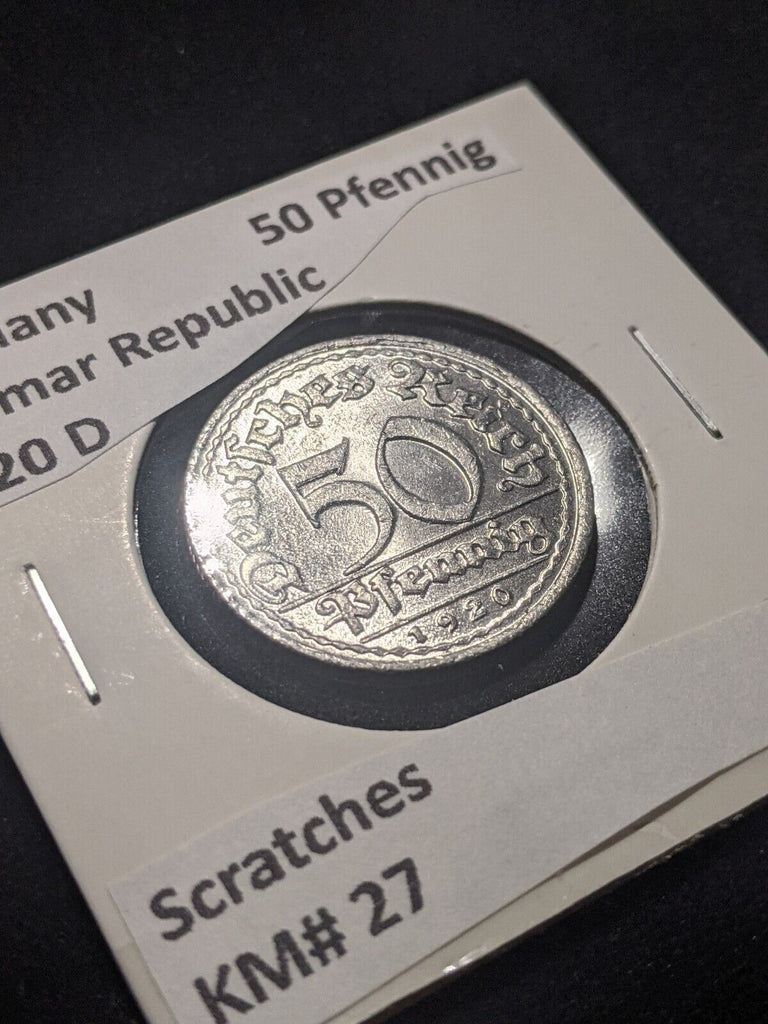 50 Pfennig
many
mar Republic
20 D
Deutsches Reich
50
Pfennig
1920
Scratches
KM# 27